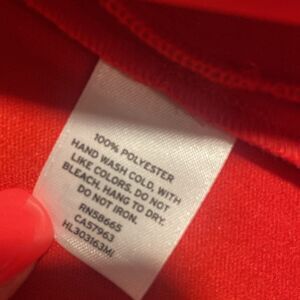 100% POLYESTER
HAND WASH COLD, WITH
LIKE COLORS. DO NOT
BLEACH. HANG TO DRY.
DO NOT IRON.
RN58665
CA57963
HL303163MI